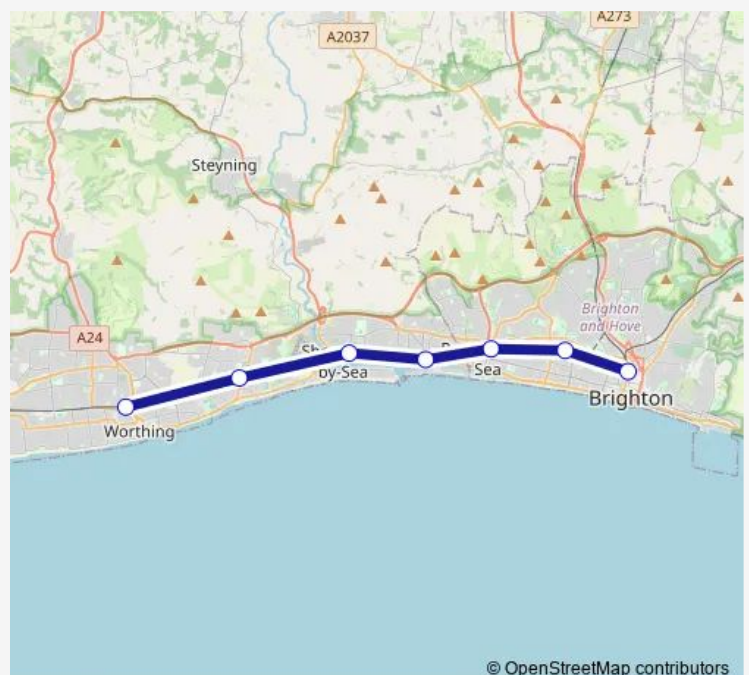 A273
A2037
Steyning
Brighton
and Hove
A24
by-Sea
Sea
Brighton
Worthing
© OpenStreetMap contributors